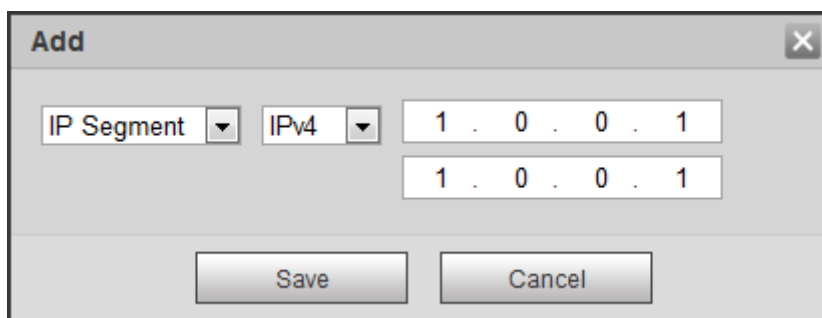 Add
IP Segment IPv4 1 . 0 . 0 . 1
1 . 0 . 0 . 1
Save Cancel